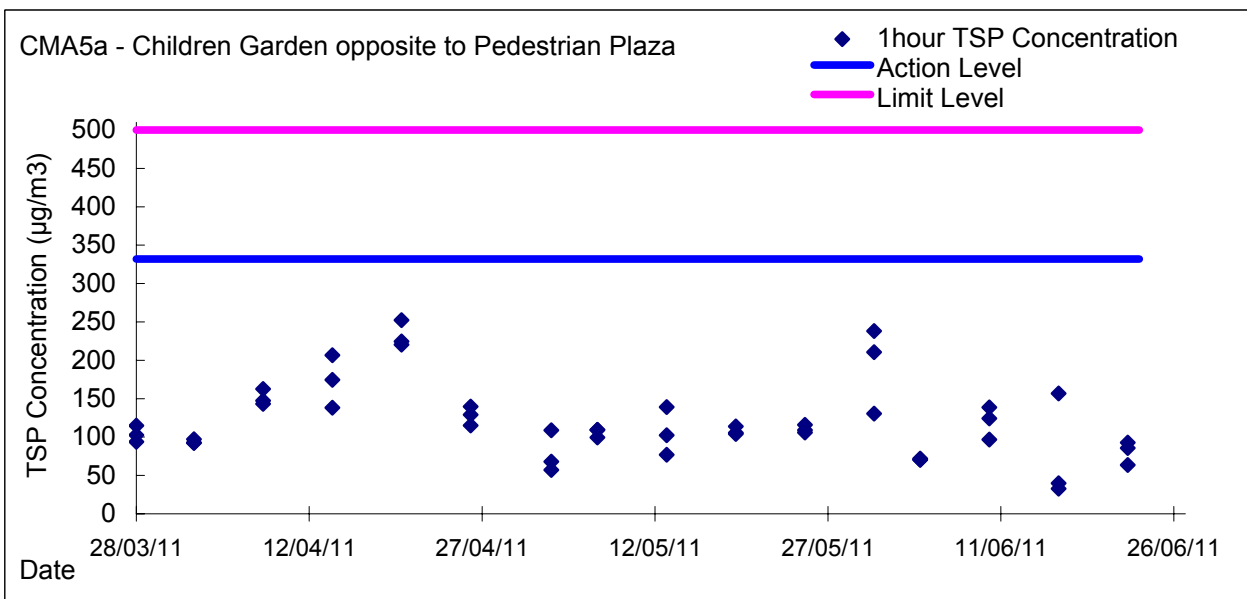 CMA5a - Children Garden opposite to Pedestrian Plaza
1hour TSP Concentration
Action Level
Limit Level
TSP Concentration (µg/m3)
500
450
400
350
300
250
200
150
100
50
0
28/03/11 12/04/11 27/04/11 12/05/11 27/05/11 11/06/11 26/06/11
Date